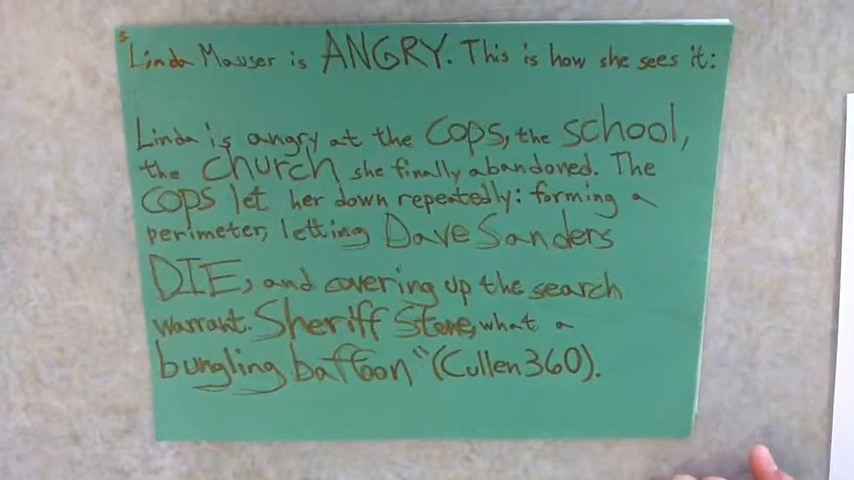 Linda Mauser is ANGRY. This is how she sees it:
Linda is angry at the COPS, the school,
the church she finally abandoned. The
COPS let her down repeatedly: forming a
perimeter, letting Dave Sanders
DIE, and covering up the search
warrant. Sheriff Stone, what a
bungling baffoon" (Cullen 360).